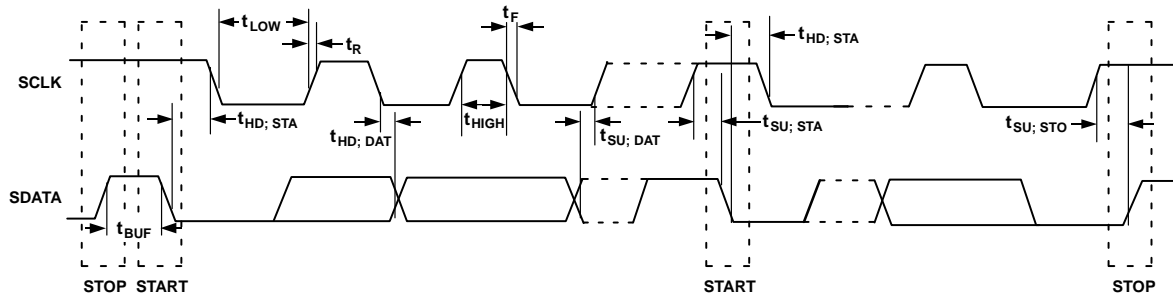 tLOW
tR
tF
tHD; STA
SCLK
tHD; STA
tHD; DAT
tHIGH
tSU; DAT
tSU; STA
tSU; STO
SDATA
tBUF
STOP START START STOP